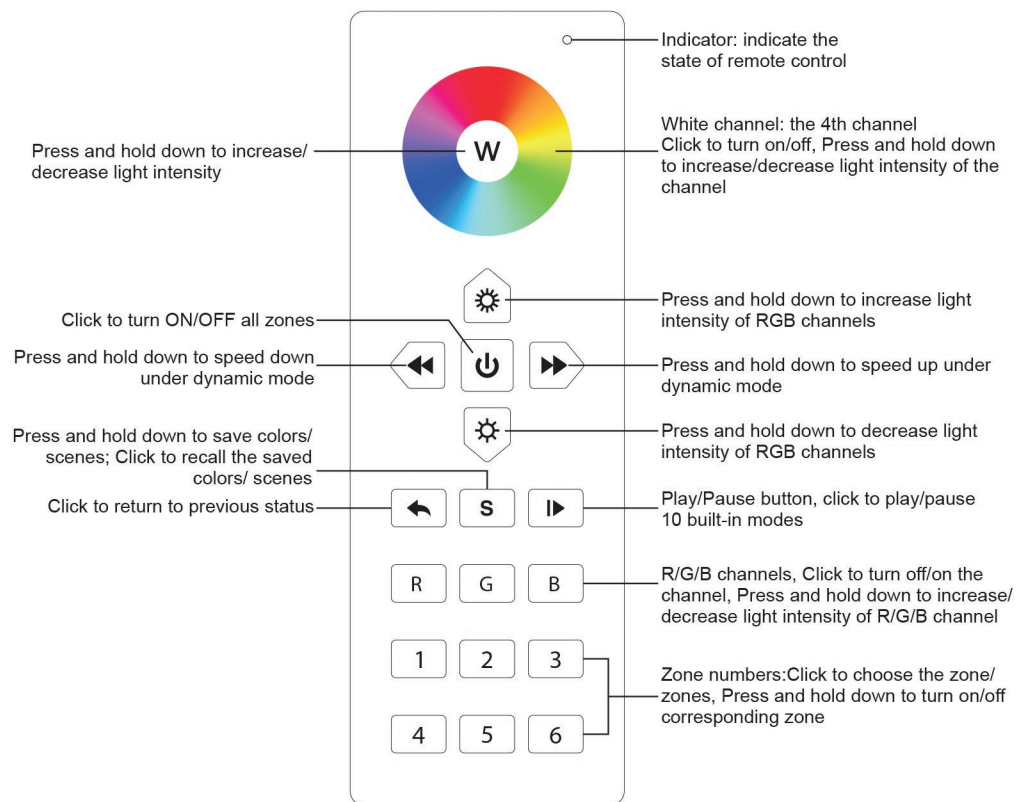 Indicator: indicate the
state of remote control
White channel: the 4th channel
Click to turn on/off, Press and hold down
to increase/decrease light intensity of the
channel
Press and hold down to increase/
decrease light intensity
W
Press and hold down to increase light
intensity of RGB channels
Click to turn ON/OFF all zones
Press and hold down to speed down
under dynamic mode
Press and hold down to speed up under
dynamic mode
Press and hold down to decrease light
intensity of RGB channels
Press and hold down to save colors/
scenes; Click to recall the saved
colors/ scenes
Click to return to previous status
S
Play/Pause button, click to play/pause
10 built-in modes
R G B
R/G/B channels, Click to turn off/on the
channel, Press and hold down to increase/
decrease light intensity of R/G/B channel
1 2 3
Zone numbers:Click to choose the zone/
zones, Press and hold down to turn on/off
corresponding zone
4 5 6